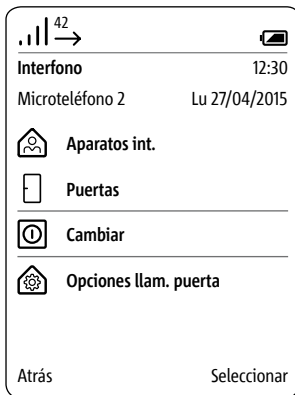 42
Interfono 12:30
Microteléfono 2 Lu 27/04/2015
Aparatos int.
Puertas
Cambiar
Opciones llam. puerta
Atrás Seleccionar